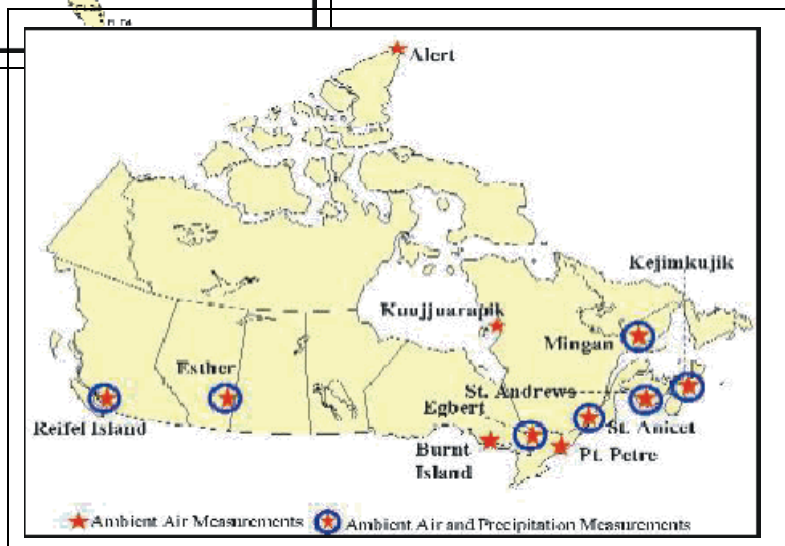 Alert
Kejimkujik
Kuujjuarapik
Mingan
Esther
St. Andrews
Egbert
Reifel Island
St. Anicet
Burnt
Island
Pt. Petre
Ambient Air Measurements
Ambient Air and Precipitation Measurements